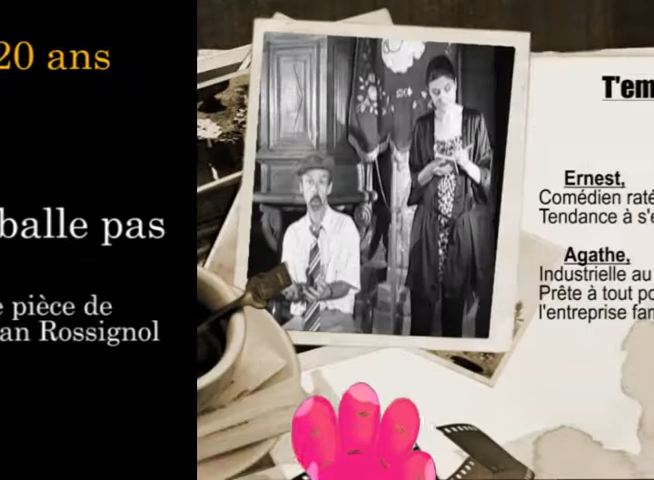 20 ans
balle pas
e pièce de
an Rossignol
T'em
Ernest,
Comédien raté
Tendance à s'e
Agathe,
Industrielle au
Prête à tout po
l'entreprise fam